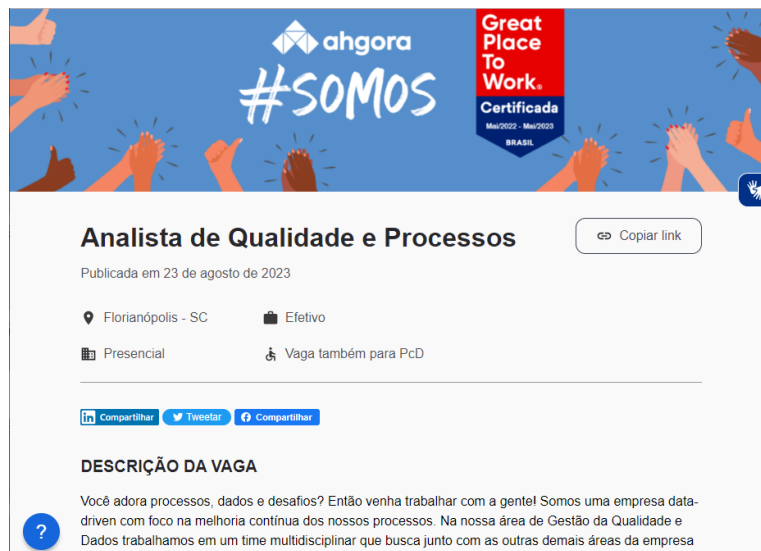 ahgora
#SOMOS
Great
Place
To
Work.
Certificada
Mai/2022 - Mai/2023
BRASIL
Analista de Qualidade e Processos
Copiar link
Publicada em 23 de agosto de 2023
Florianópolis - SC
Efetivo
Presencial
Vaga também para PcD
in Compartilhar
Tweetar
Compartilhar
DESCRIÇÃO DA VAGA
Você adora processos, dados e desafios? Então venha trabalhar com a gente! Somos uma empresa data-
driven com foco na melhoria contínua dos nossos processos. Na nossa área de Gestão da Qualidade e
Dados trabalhamos em um time multidisciplinar que busca junto com as outras demais áreas da empresa
?